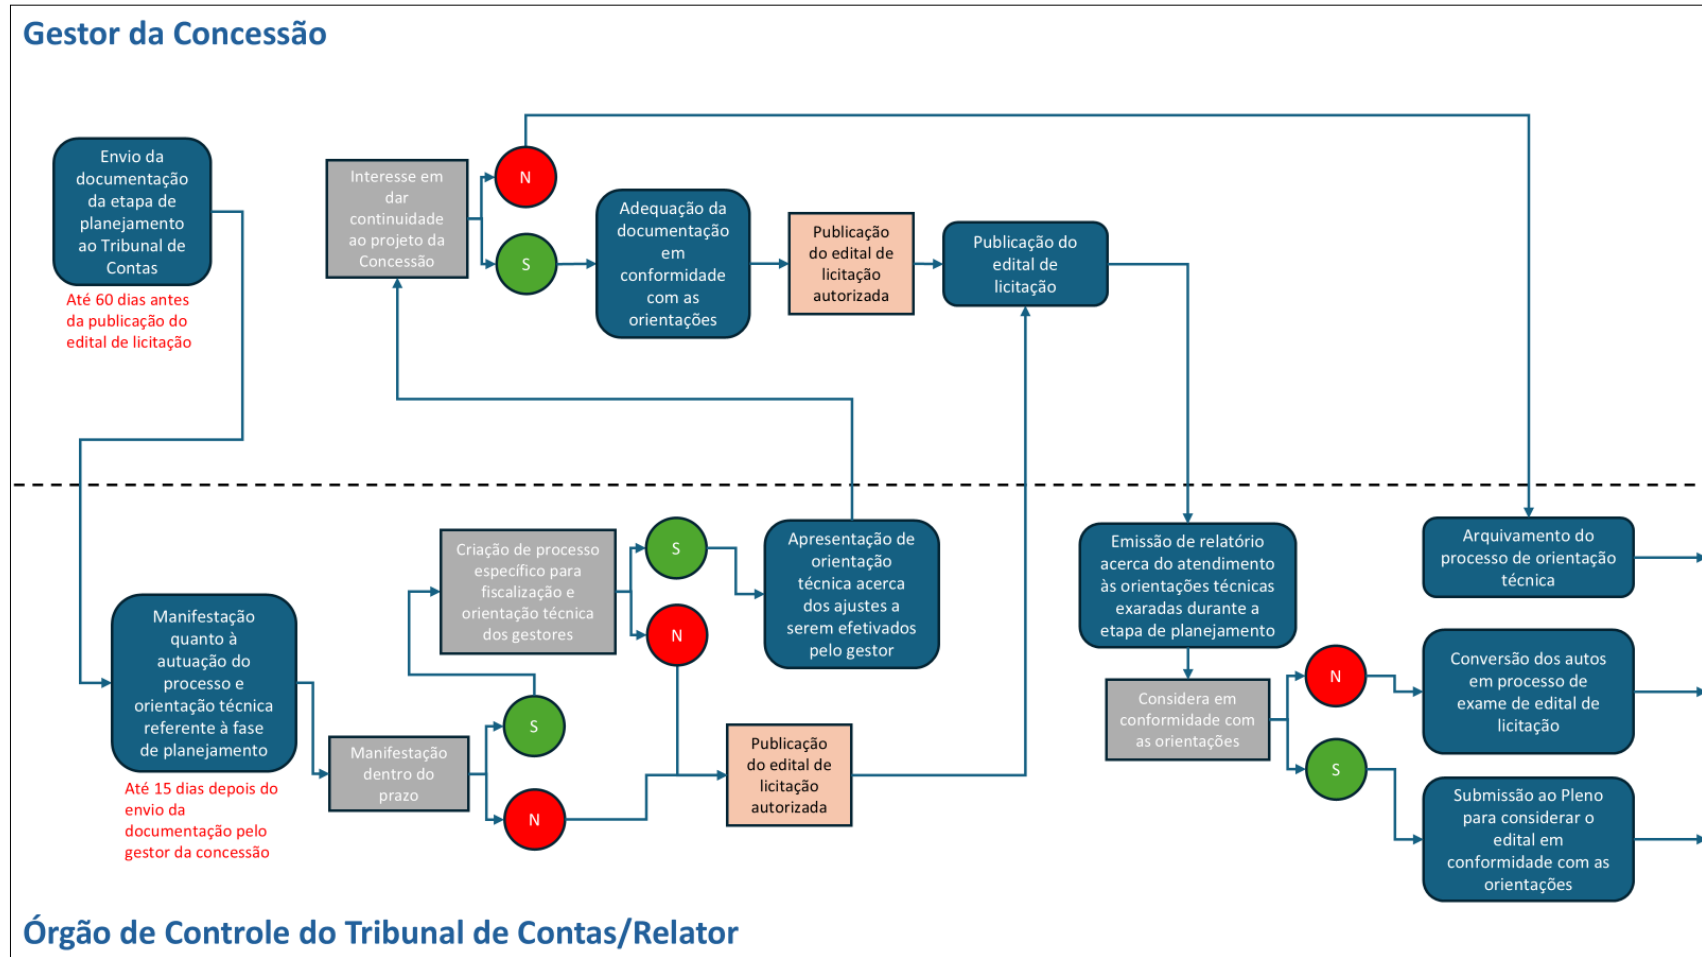 Gestor da Concessão
Envio da
documentação
da etapa de
planejamento
ao Tribunal de
Contas
Até 60 dias antes
da publicação do
edital de licitação
Interesse em
dar
continuidade
ao projeto da
Concessão
N
S
Adequação da
documentação
em
conformidade
com as
orientações
Publicação
do edital de
licitação
autorizada
Publicação do
edital de
licitação
Manifestação
quanto à
autuação do
processo e
orientação técnica
referente à fase
de planejamento
Até 15 dias depois do
envio da
documentação pelo
gestor da concessão
Manifestação
dentro do
prazo
S
N
Criação de processo
específico para
fiscalização e
orientação técnica
dos gestores
S
N
Apresentação de
orientação
técnica acerca
dos ajustes a
serem efetivados
pelo gestor
Publicação
do edital de
licitação
autorizada
Emissão de relatório
acerca do atendimento
às orientações técnicas
exaradas durante a
etapa de planejamento
Considera em
conformidade com
as orientações
N
S
Arquivamento do
processo de orientação
técnica
Conversão dos autos
em processo de
exame de edital de
licitação
Submissão ao Pleno
para considerar o
edital em
conformidade com as
orientações
Órgão de Controle do Tribunal de Contas/Relator